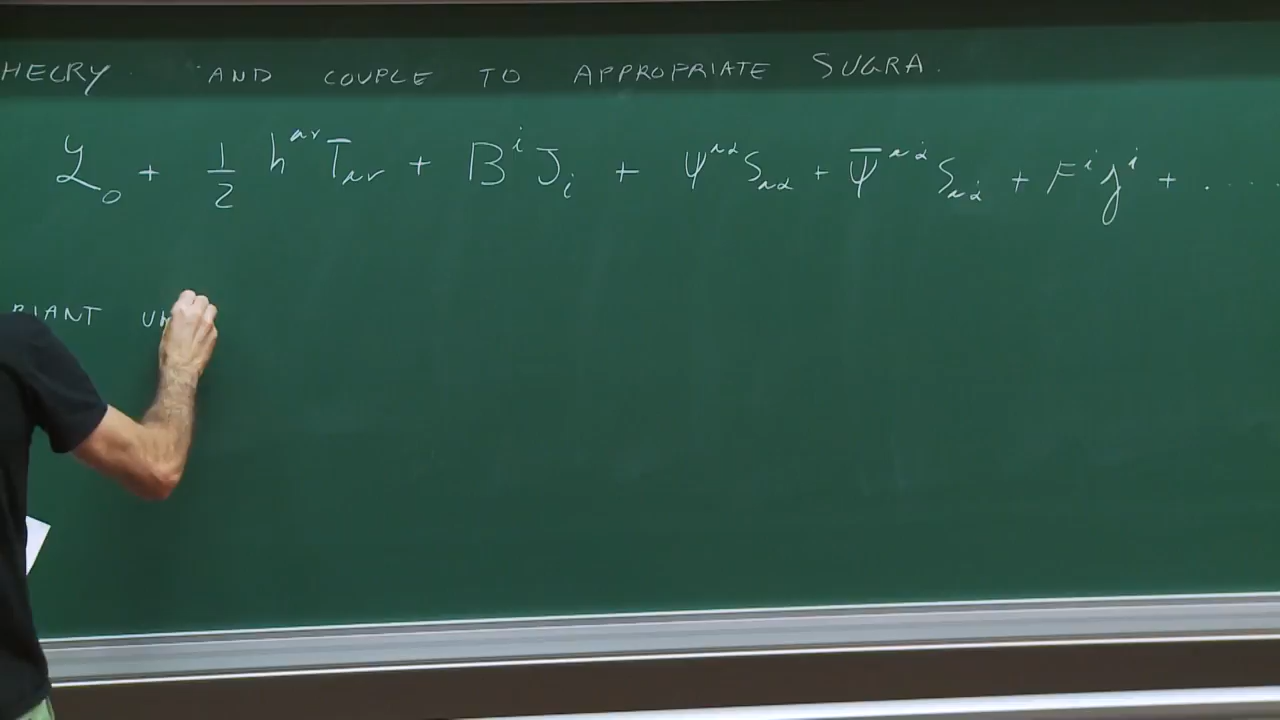 HEORY. AND COUPLE TO APPROPRIATE SUGRA.
ℒ₀ + 1/2 h^{μν} T_{μν} + B^i J_i + ψ^{μα} S_{μα} + ψ̄^{μα̇} S_{μα̇} + F^i j^i + .....
RIANT